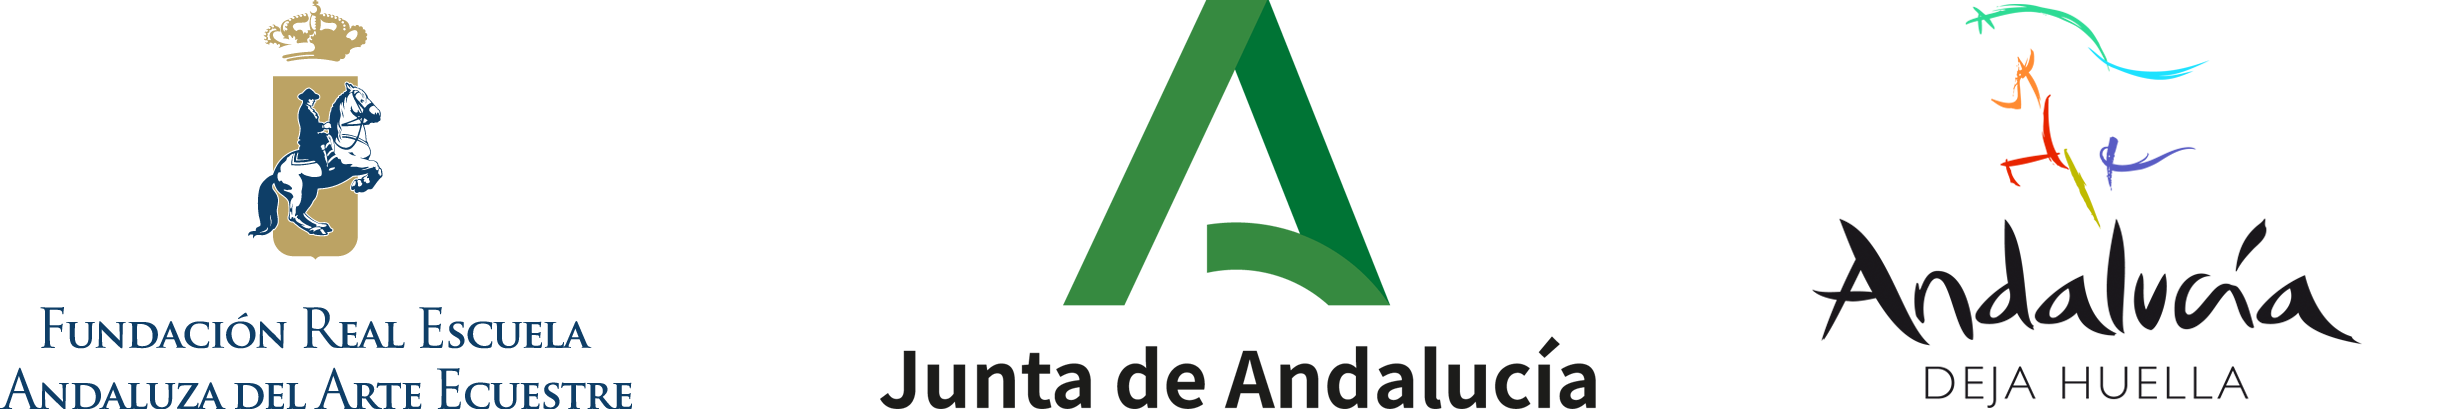 FUNDACIÓN REAL ESCUELA
ANDALUZA DEL ARTE ECUESTRE
Junta de Andalucía
Andalucía
DEJA HUELLA